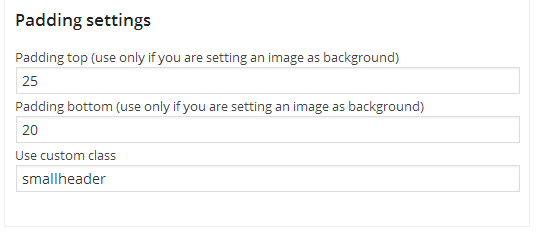 Padding settings
Padding top (use only if you are setting an image as background)
25
Padding bottom (use only if you are setting an image as background)
20
Use custom class
smallheader